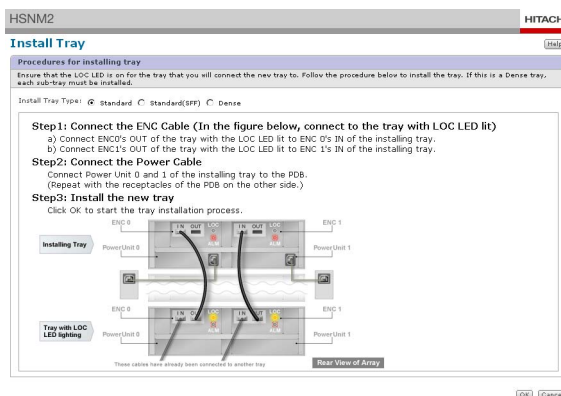 HSNM2
HITACH
Install Tray
Help
Procedures for installing tray
Ensure that the LOC LED is on for the tray that you will connect the new tray to. Follow the procedure below to install the tray. If this is a Dense tray,
each sub-tray must be installed.
Install Tray Type: Standard Standard(SFF) Dense
Step1: Connect the ENC Cable (In the figure below, connect to the tray with LOC LED lit)
a) Connect ENC0's OUT of the tray with the LOC LED lit to ENC 0's IN of the installing tray.
b) Connect ENC1's OUT of the tray with the LOC LED lit to ENC 1's IN of the installing tray.
Step2: Connect the Power Cable
Connect Power Unit 0 and 1 of the installing tray to the PDB.
(Repeat with the receptacles of the PDB on the other side.)
Step3: Install the new tray
Click OK to start the tray installation process.
ENC 0
IN OUT LOC
IN OUT LOC
ENC 1
ALM
ALM
Installing Tray
PowerUnit 0
PowerUnit 1
ENC 0
IN OU LOC
IN OU LOC
ENC 1
ALM
ALM
Tray with LOC
LED lighting
PowerUnit 0
PowerUnit 1
These cables have already been connected to another tray
Rear View of Array
OK
Cance